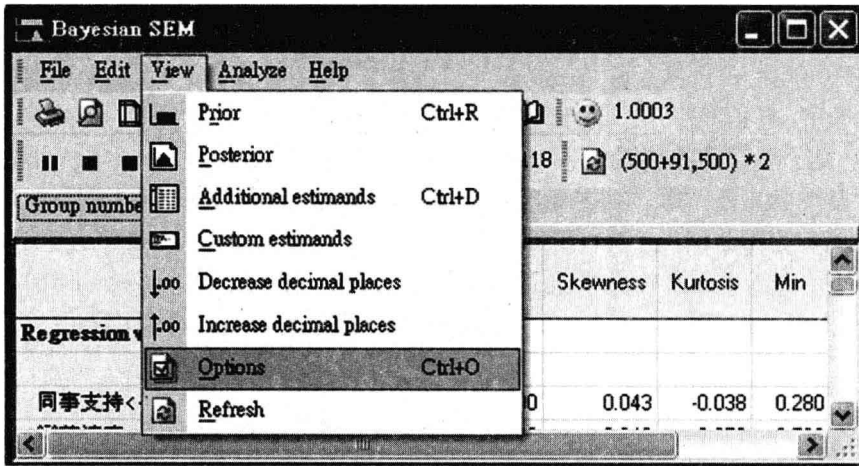 Bayesian SEM
File Edit View Analyze Help
1.0003
118 (500+91,500) * 2
Group numbe
Prior Ctrl+R
Posterior
Additional estimands Ctrl+D
Custom estimands
Decrease decimal places
Increase decimal places
Options Ctrl+O
Refresh
Skewness Kurtosis Min
Regression
同事支持<- 0.043 -0.038 0.280